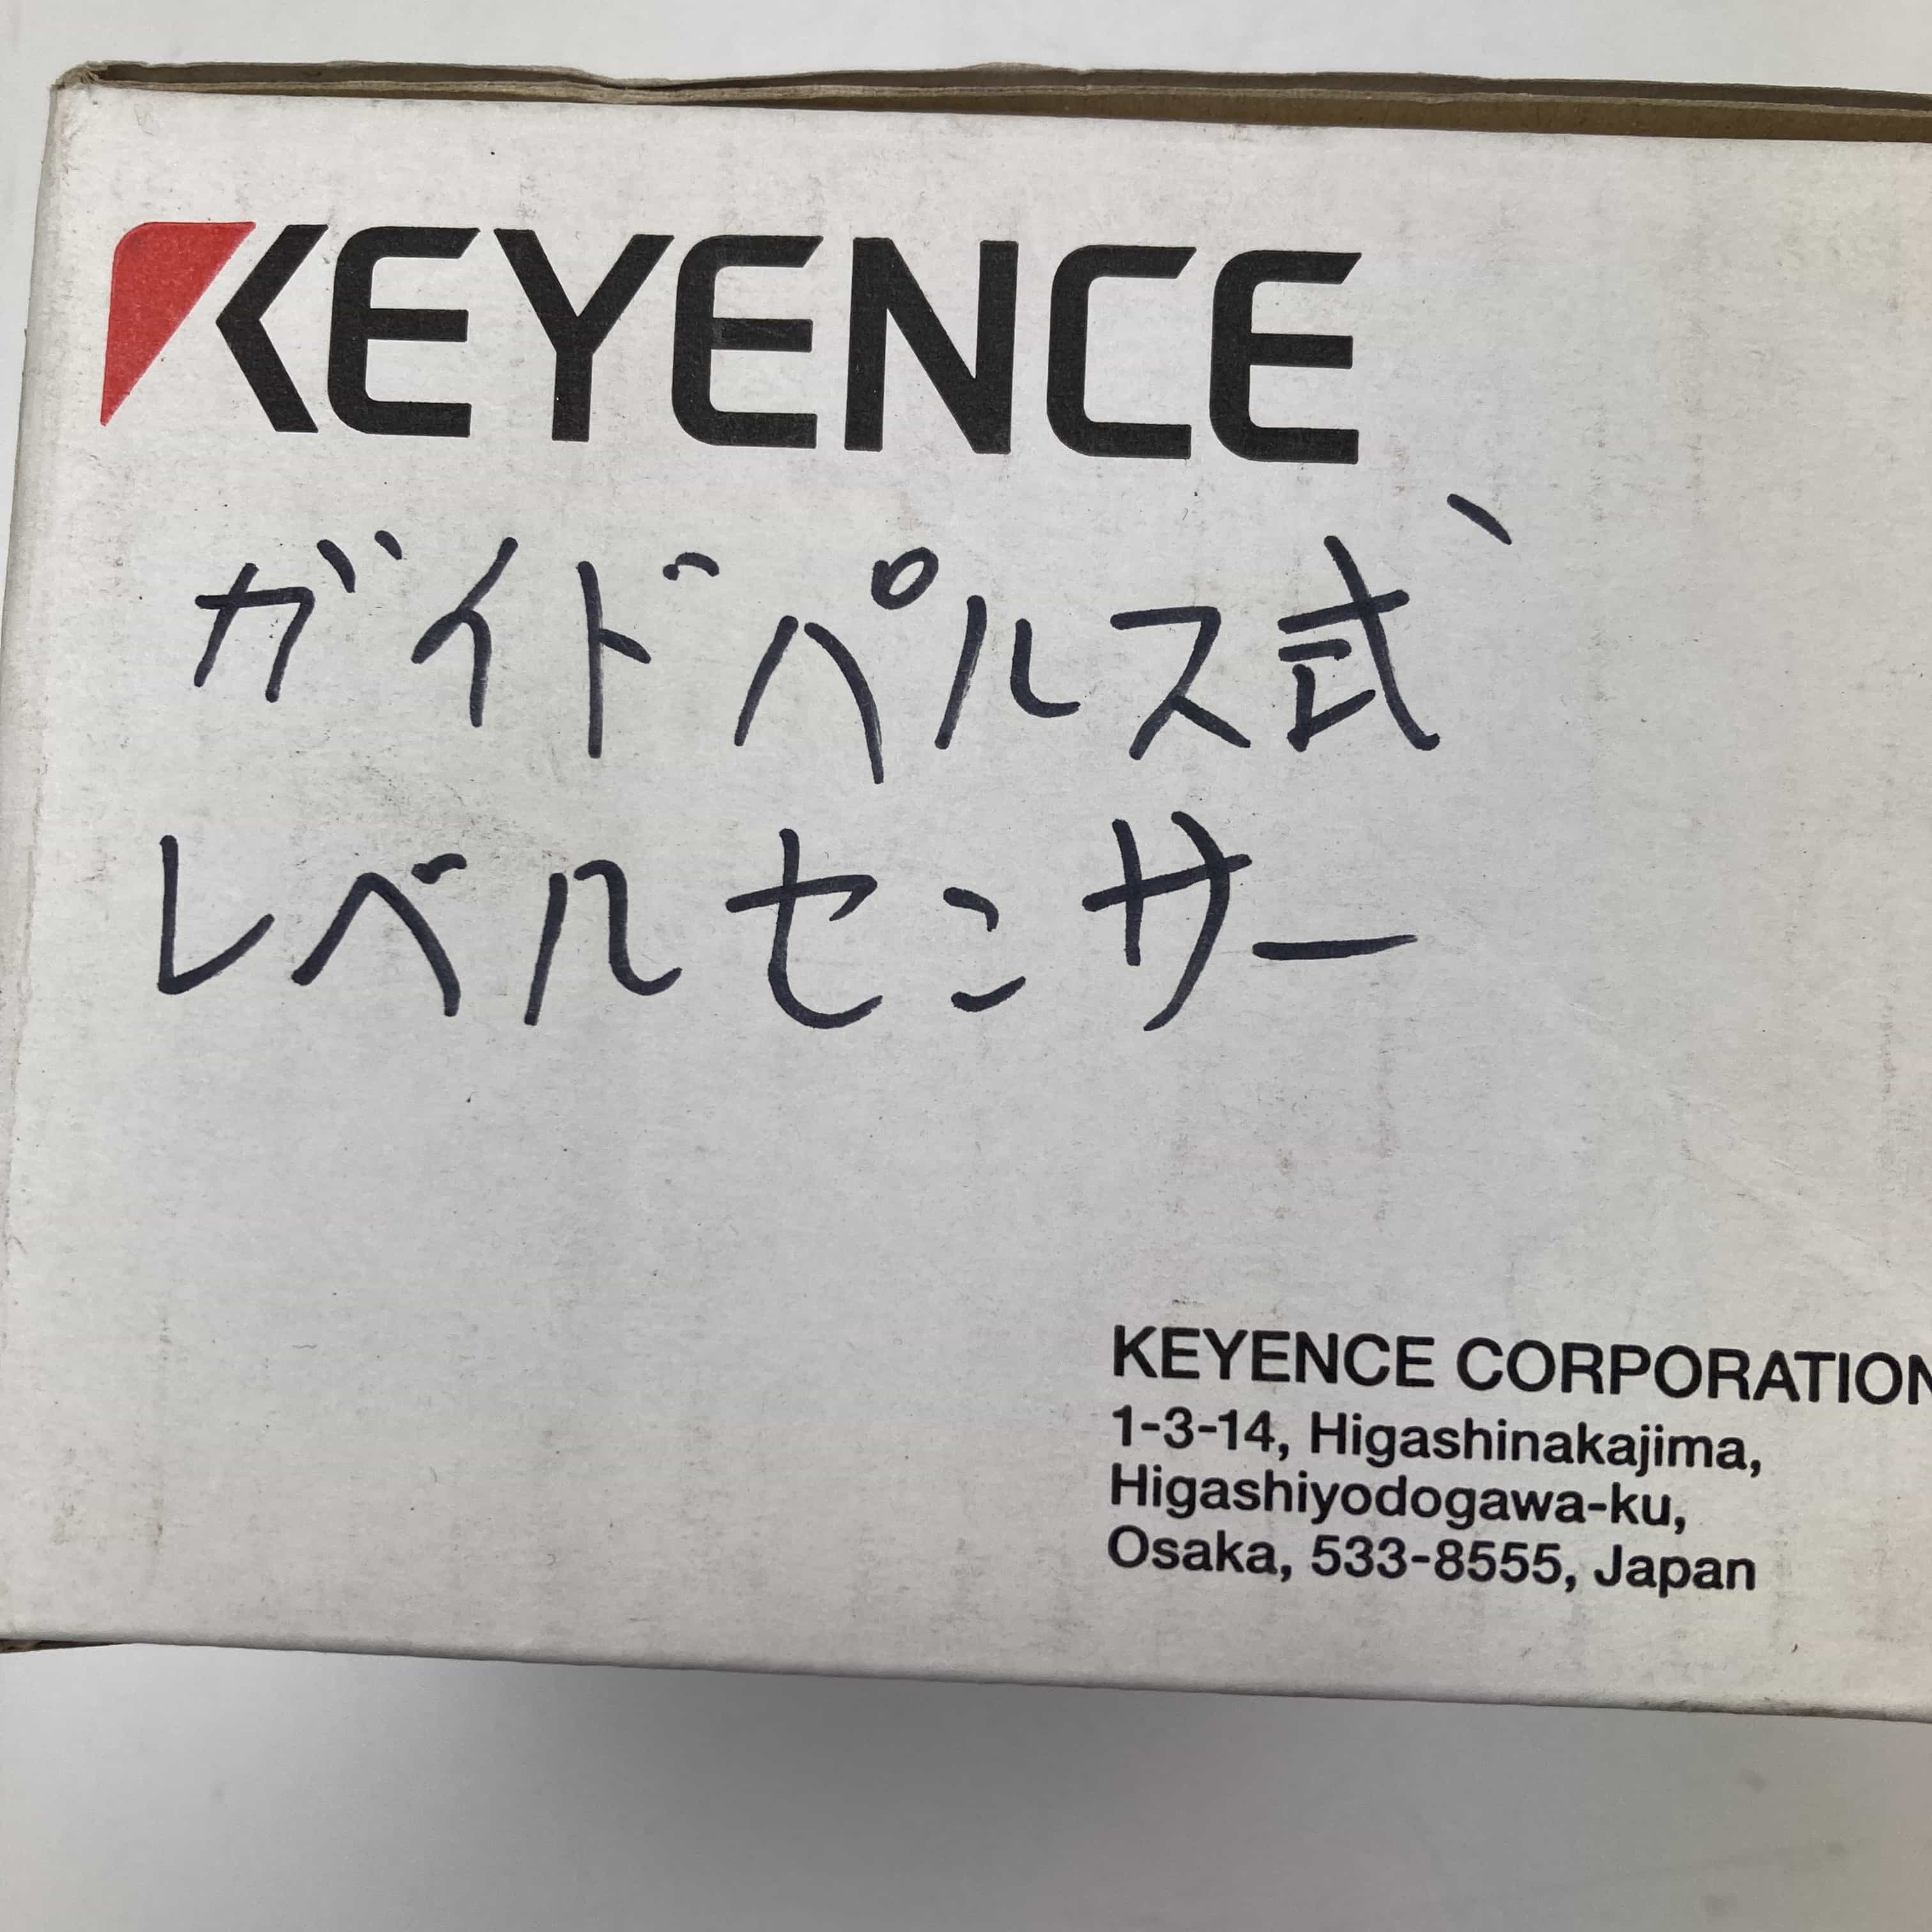 KEYENCE
ガイドパルス式
レベルセンサー
KEYENCE CORPORATION
1-3-14, Higashinakajima,
Higashiyodogawa-ku,
Osaka, 533-8555, Japan